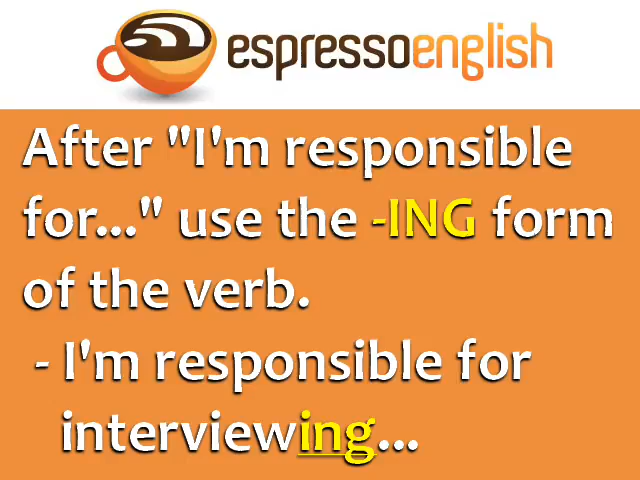 espressoenglish
After "I'm responsible
for..." use the -ING form
of the verb.
- I'm responsible for
interviewing...